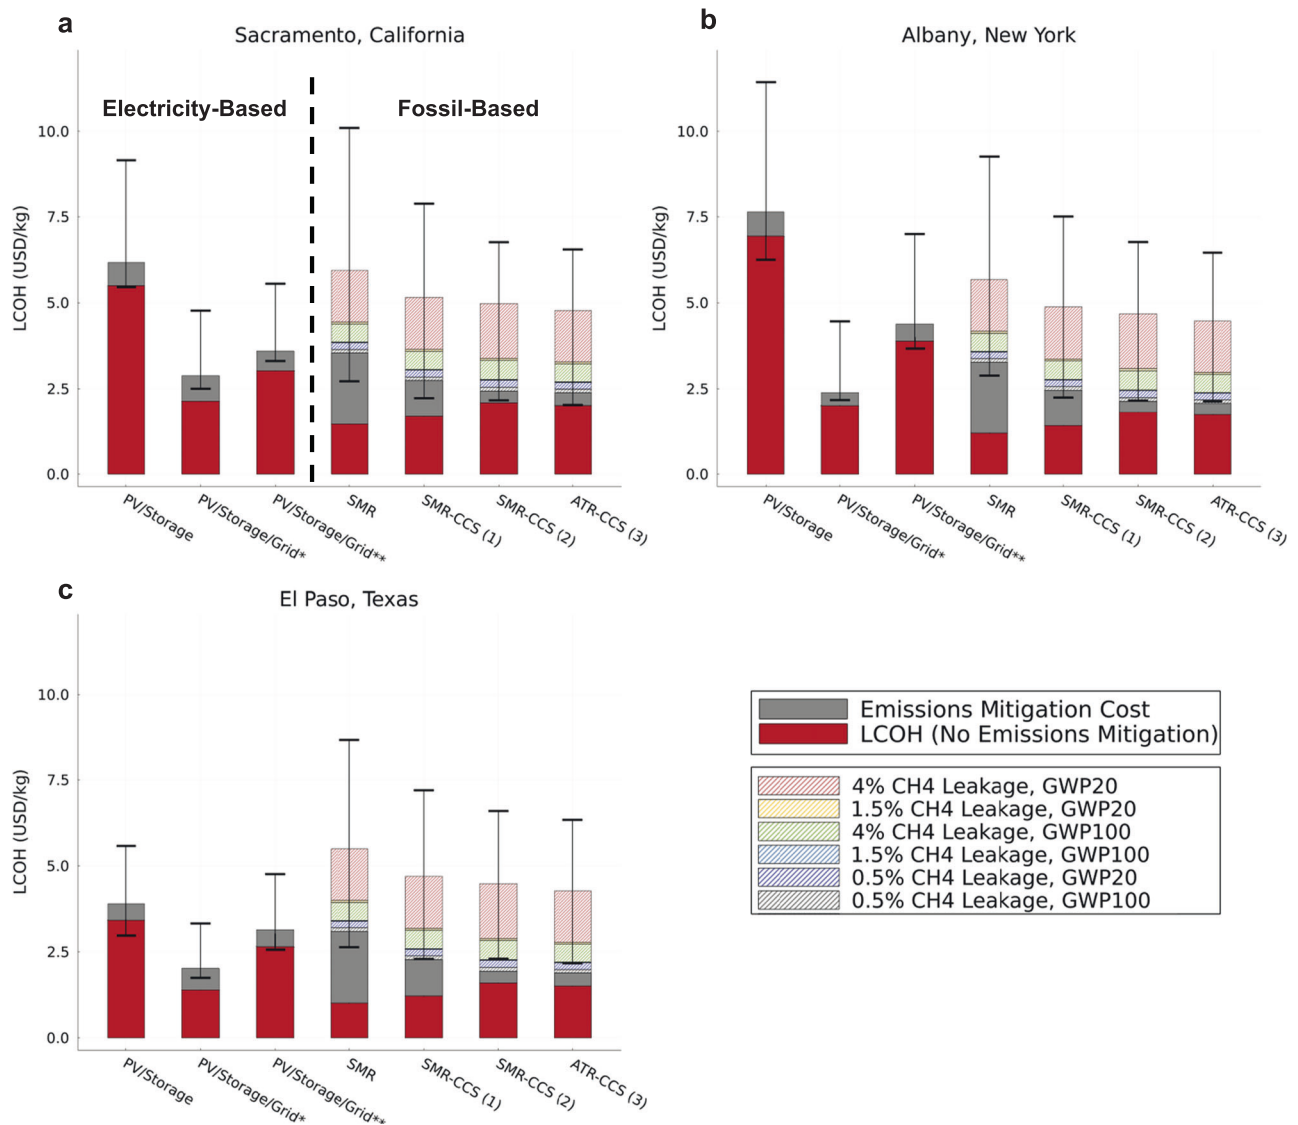 a
Sacramento, California
Electricity-Based
Fossil-Based
LCOH (USD/kg)
10.0
7.5
5.0
2.5
0.0
PV/Storage
PV/Storage/Grid*
PV/Storage/Grid**
SMR
SMR-CCS (1)
SMR-CCS (2)
ATR-CCS (3)
b
Albany, New York
LCOH (USD/kg)
10.0
7.5
5.0
2.5
0.0
PV/Storage
PV/Storage/Grid*
PV/Storage/Grid**
SMR
SMR-CCS (1)
SMR-CCS (2)
ATR-CCS (3)
c
El Paso, Texas
LCOH (USD/kg)
10.0
7.5
5.0
2.5
0.0
PV/Storage
PV/Storage/Grid*
PV/Storage/Grid**
SMR
SMR-CCS (1)
SMR-CCS (2)
ATR-CCS (3)
Emissions Mitigation Cost
LCOH (No Emissions Mitigation)
4% CH4 Leakage, GWP20
1.5% CH4 Leakage, GWP20
4% CH4 Leakage, GWP100
1.5% CH4 Leakage, GWP100
0.5% CH4 Leakage, GWP20
0.5% CH4 Leakage, GWP100